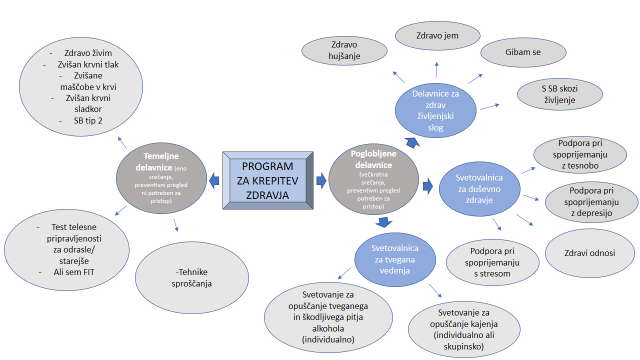 - Zdravo živim
- Zvišan krvni tlak
- Zvišane
maščobe v krvi
- Zvišan krvni
sladkor
- SB tip 2
Temeljne
delavnice (eno
srečanje,
preventivni pregled
ni potreben za
pristop)
- Test telesne
pripravljenosti
za odrasle/
starejše
- Ali sem FIT
-Tehnike
sproščanja
PROGRAM
ZA KREPITEV
ZDRAVJA
Poglobljene
delavnice
(večkratna
srečanja,
preventivni pregled
potreben za
pristop)
Delavnice za
zdrav
življenjski
slog
Zdravo
hujšanje
Zdravo jem
Gibam se
S SB skozi
življenje
Svetovalnica
za duševno
zdravje
Podpora pri
spoprijemanju
z tesnobo
Podpora pri
spoprijemanju
z depresijo
Zdravi odnosi
Podpora pri
spoprijemanju
s stresom
Svetovalnica
za tvegana
vedenja
Svetovanje za
opuščanje tveganega
in škodljivega pitja
alkohola
(individualno)
Svetovanje za
opuščanje kajenja
(individualno ali
skupinsko)